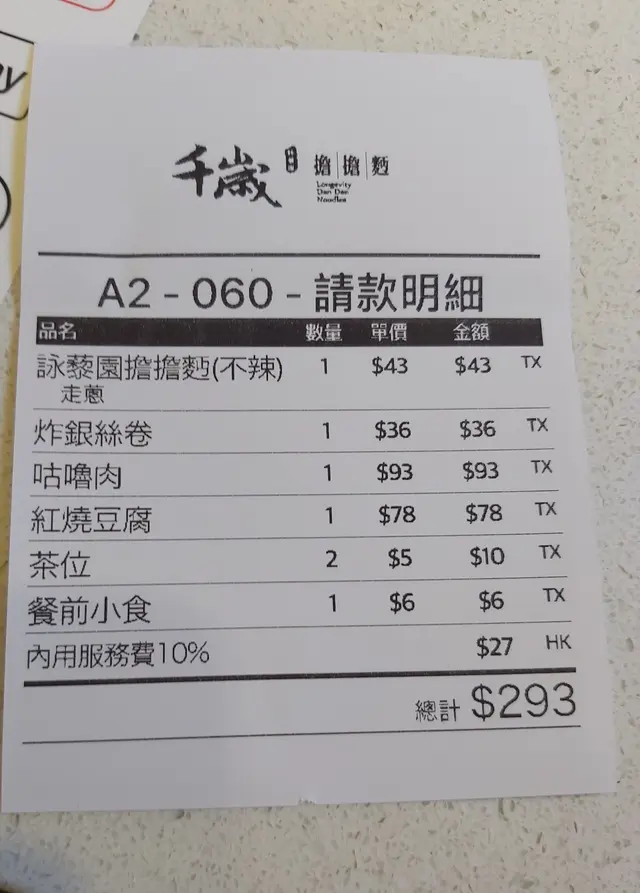 千歲
擔擔麪
Longevity
Dan Dan
Noodles
A2 - 060 - 請款明細
品名 數量 單價 金額
詠藜園擔擔麪(不辣) 1 $43 $43 TX
走蔥
炸銀絲卷 1 $36 $36 TX
咕嚕肉 1 $93 $93 TX
紅燒豆腐 1 $78 $78 TX
茶位 2 $5 $10 TX
餐前小食 1 $6 $6 TX
內用服務費10% $27 HK
總計 $293